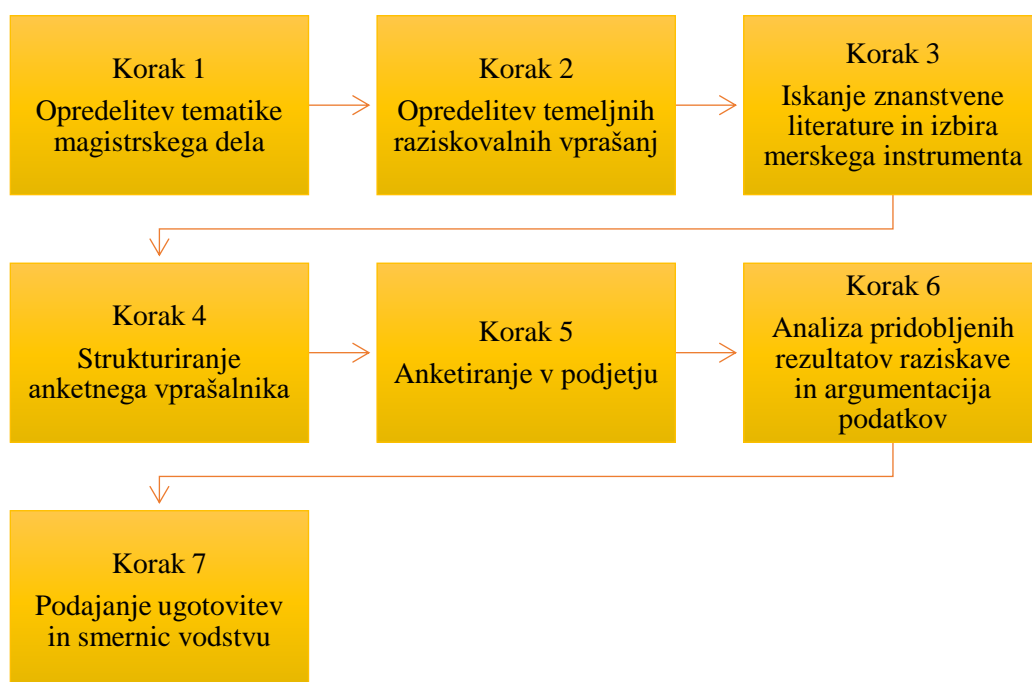 Korak 1
Opredelitev tematike
magistrskega dela
Korak 2
Opredelitev temeljnih
raziskovalnih vprašanj
Korak 3
Iskanje znanstvene
literature in izbira
merskega instrumenta
Korak 4
Strukturiranje
anketnega vprašalnika
Korak 5
Anketiranje v podjetju
Korak 6
Analiza pridobljenih
rezultatov raziskave
in argumentacija
podatkov
Korak 7
Podajanje ugotovitev
in smernic vodstvu